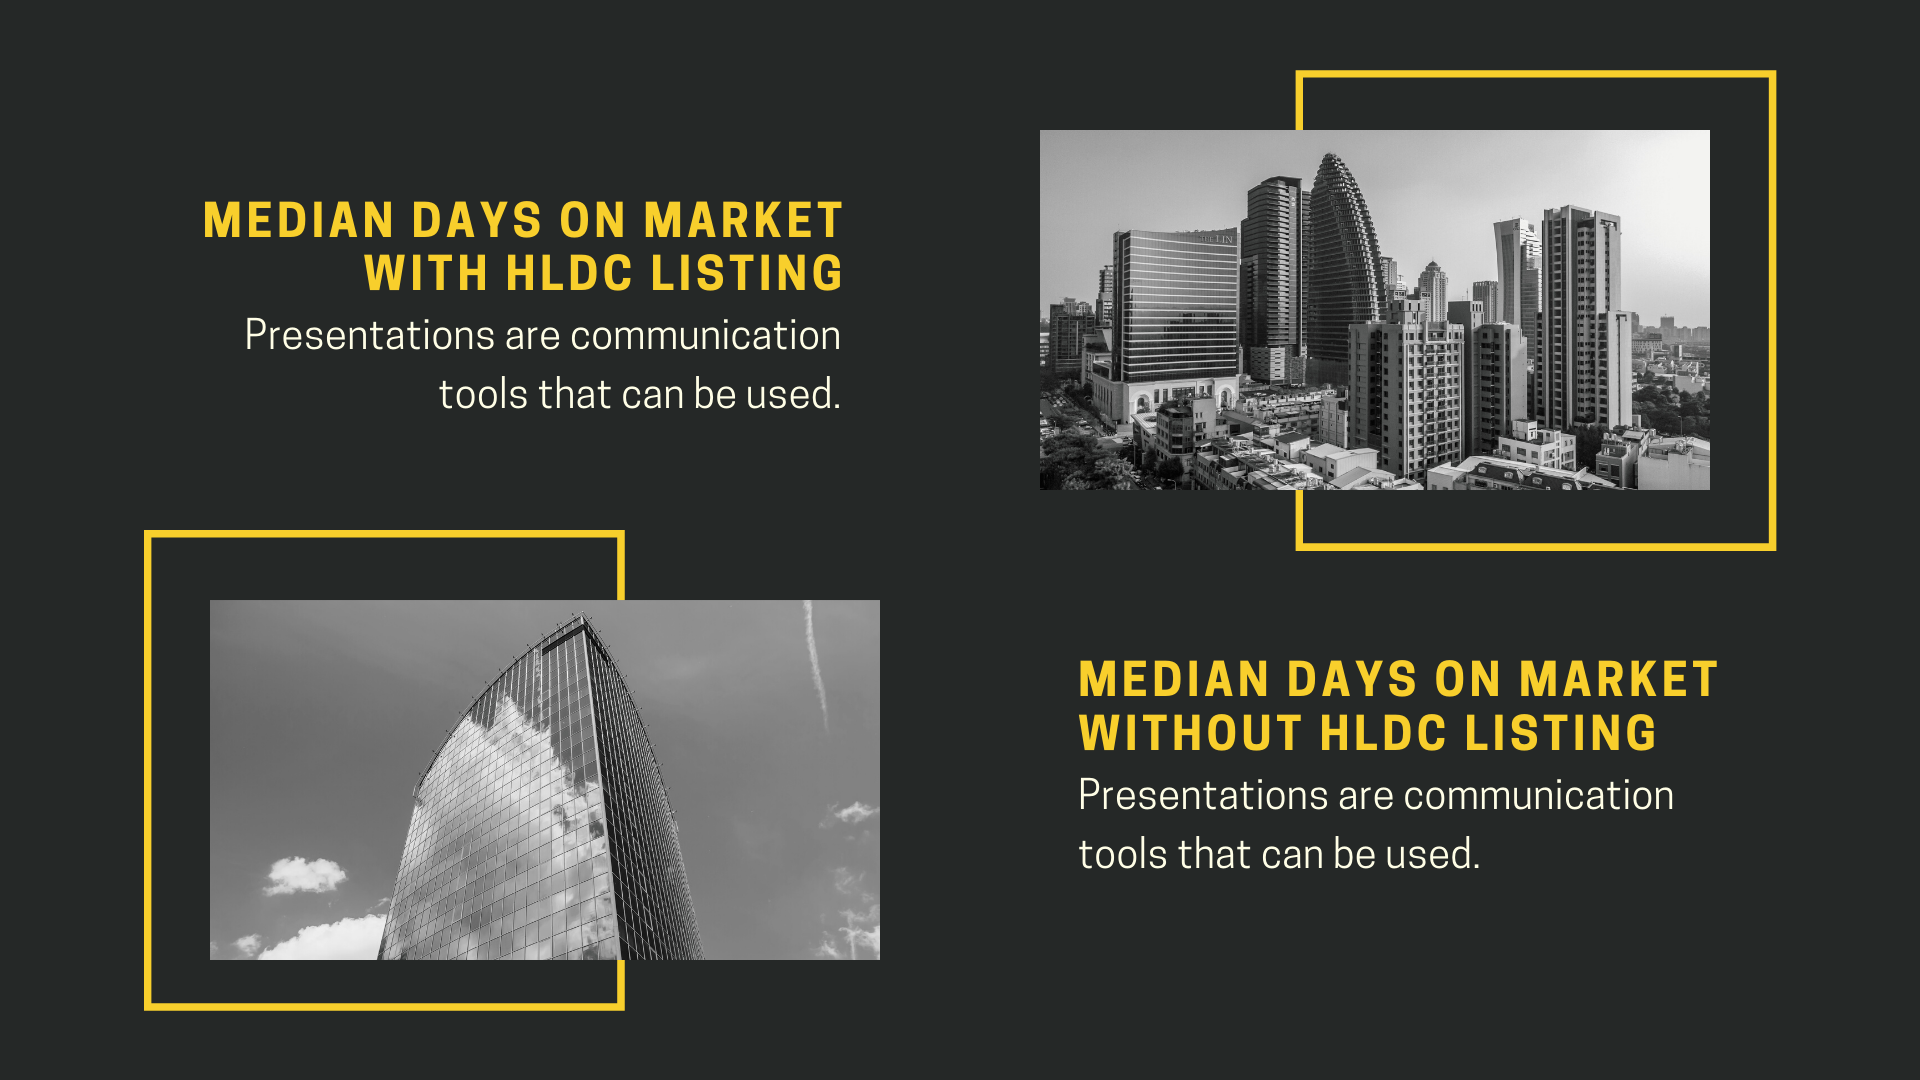 MEDIAN DAYS ON MARKET
WITH HLDC LISTING
Presentations are communication
tools that can be used.
LIN
MEDIAN DAYS ON MARKET
WITHOUT HLDC LISTING
Presentations are communication
tools that can be used.